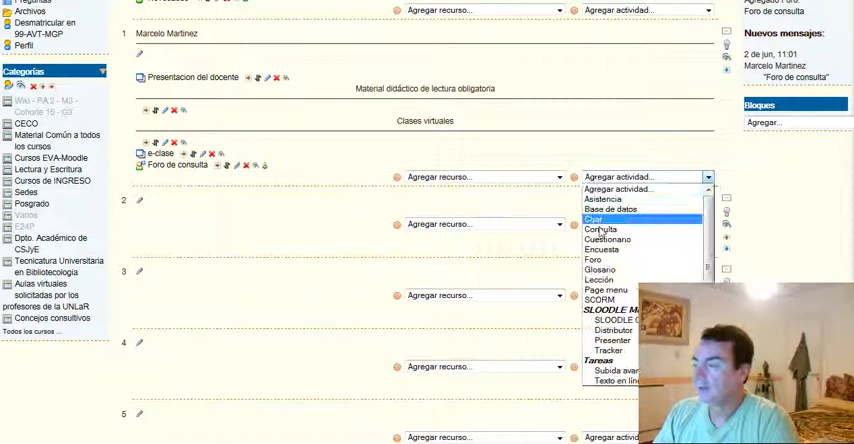 Archivos
Desmatricular en
99-AVT-MGP
Perfil
Categorías
Wiki - PA 2 - M3 -
Cohorte 15 - G3
CECO
Material Común a todos
los cursos
Cursos EVA-Moodle
Lectura y Escritura
Cursos de INGRESO
Sedes
Posgrado
Varios
E24P
Dpto. Académico de
CSJyE
Tecnicatura Universitaria
en Bibliotecologia
Aulas virtuales
solicitadas por los
profesores de la UNLaR
Concejos consultivos
Todos los cursos ...
Agregar recurso...
Agregar actividad...
1
Marcelo Martinez
Presentacion del docente
Material didáctico de lectura obligatoria
Clases virtuales
e-clase
Foro de consulta
Agregar recurso...
Agregar actividad...
Agregar actividad...
Asistencia
Base de datos
Chat
Consulta
Cuestionario
Encuesta
Foro
Glosario
Lección
Page menu
SCORM
SLOODLE M
SLOODLE C
Distributor
Presenter
Tracker
Tareas
Subida ava
Texto en lín
2
Agregar recurso...
3
Agregar recurso...
4
Agregar recurso...
5
Agregar recurso...
Agregar activid
Agregado Foro:
Foro de consulta
Nuevos mensajes:
2 de jun, 11:01
Marcelo Martinez
"Foro de consulta"
Bloques
Agregar...